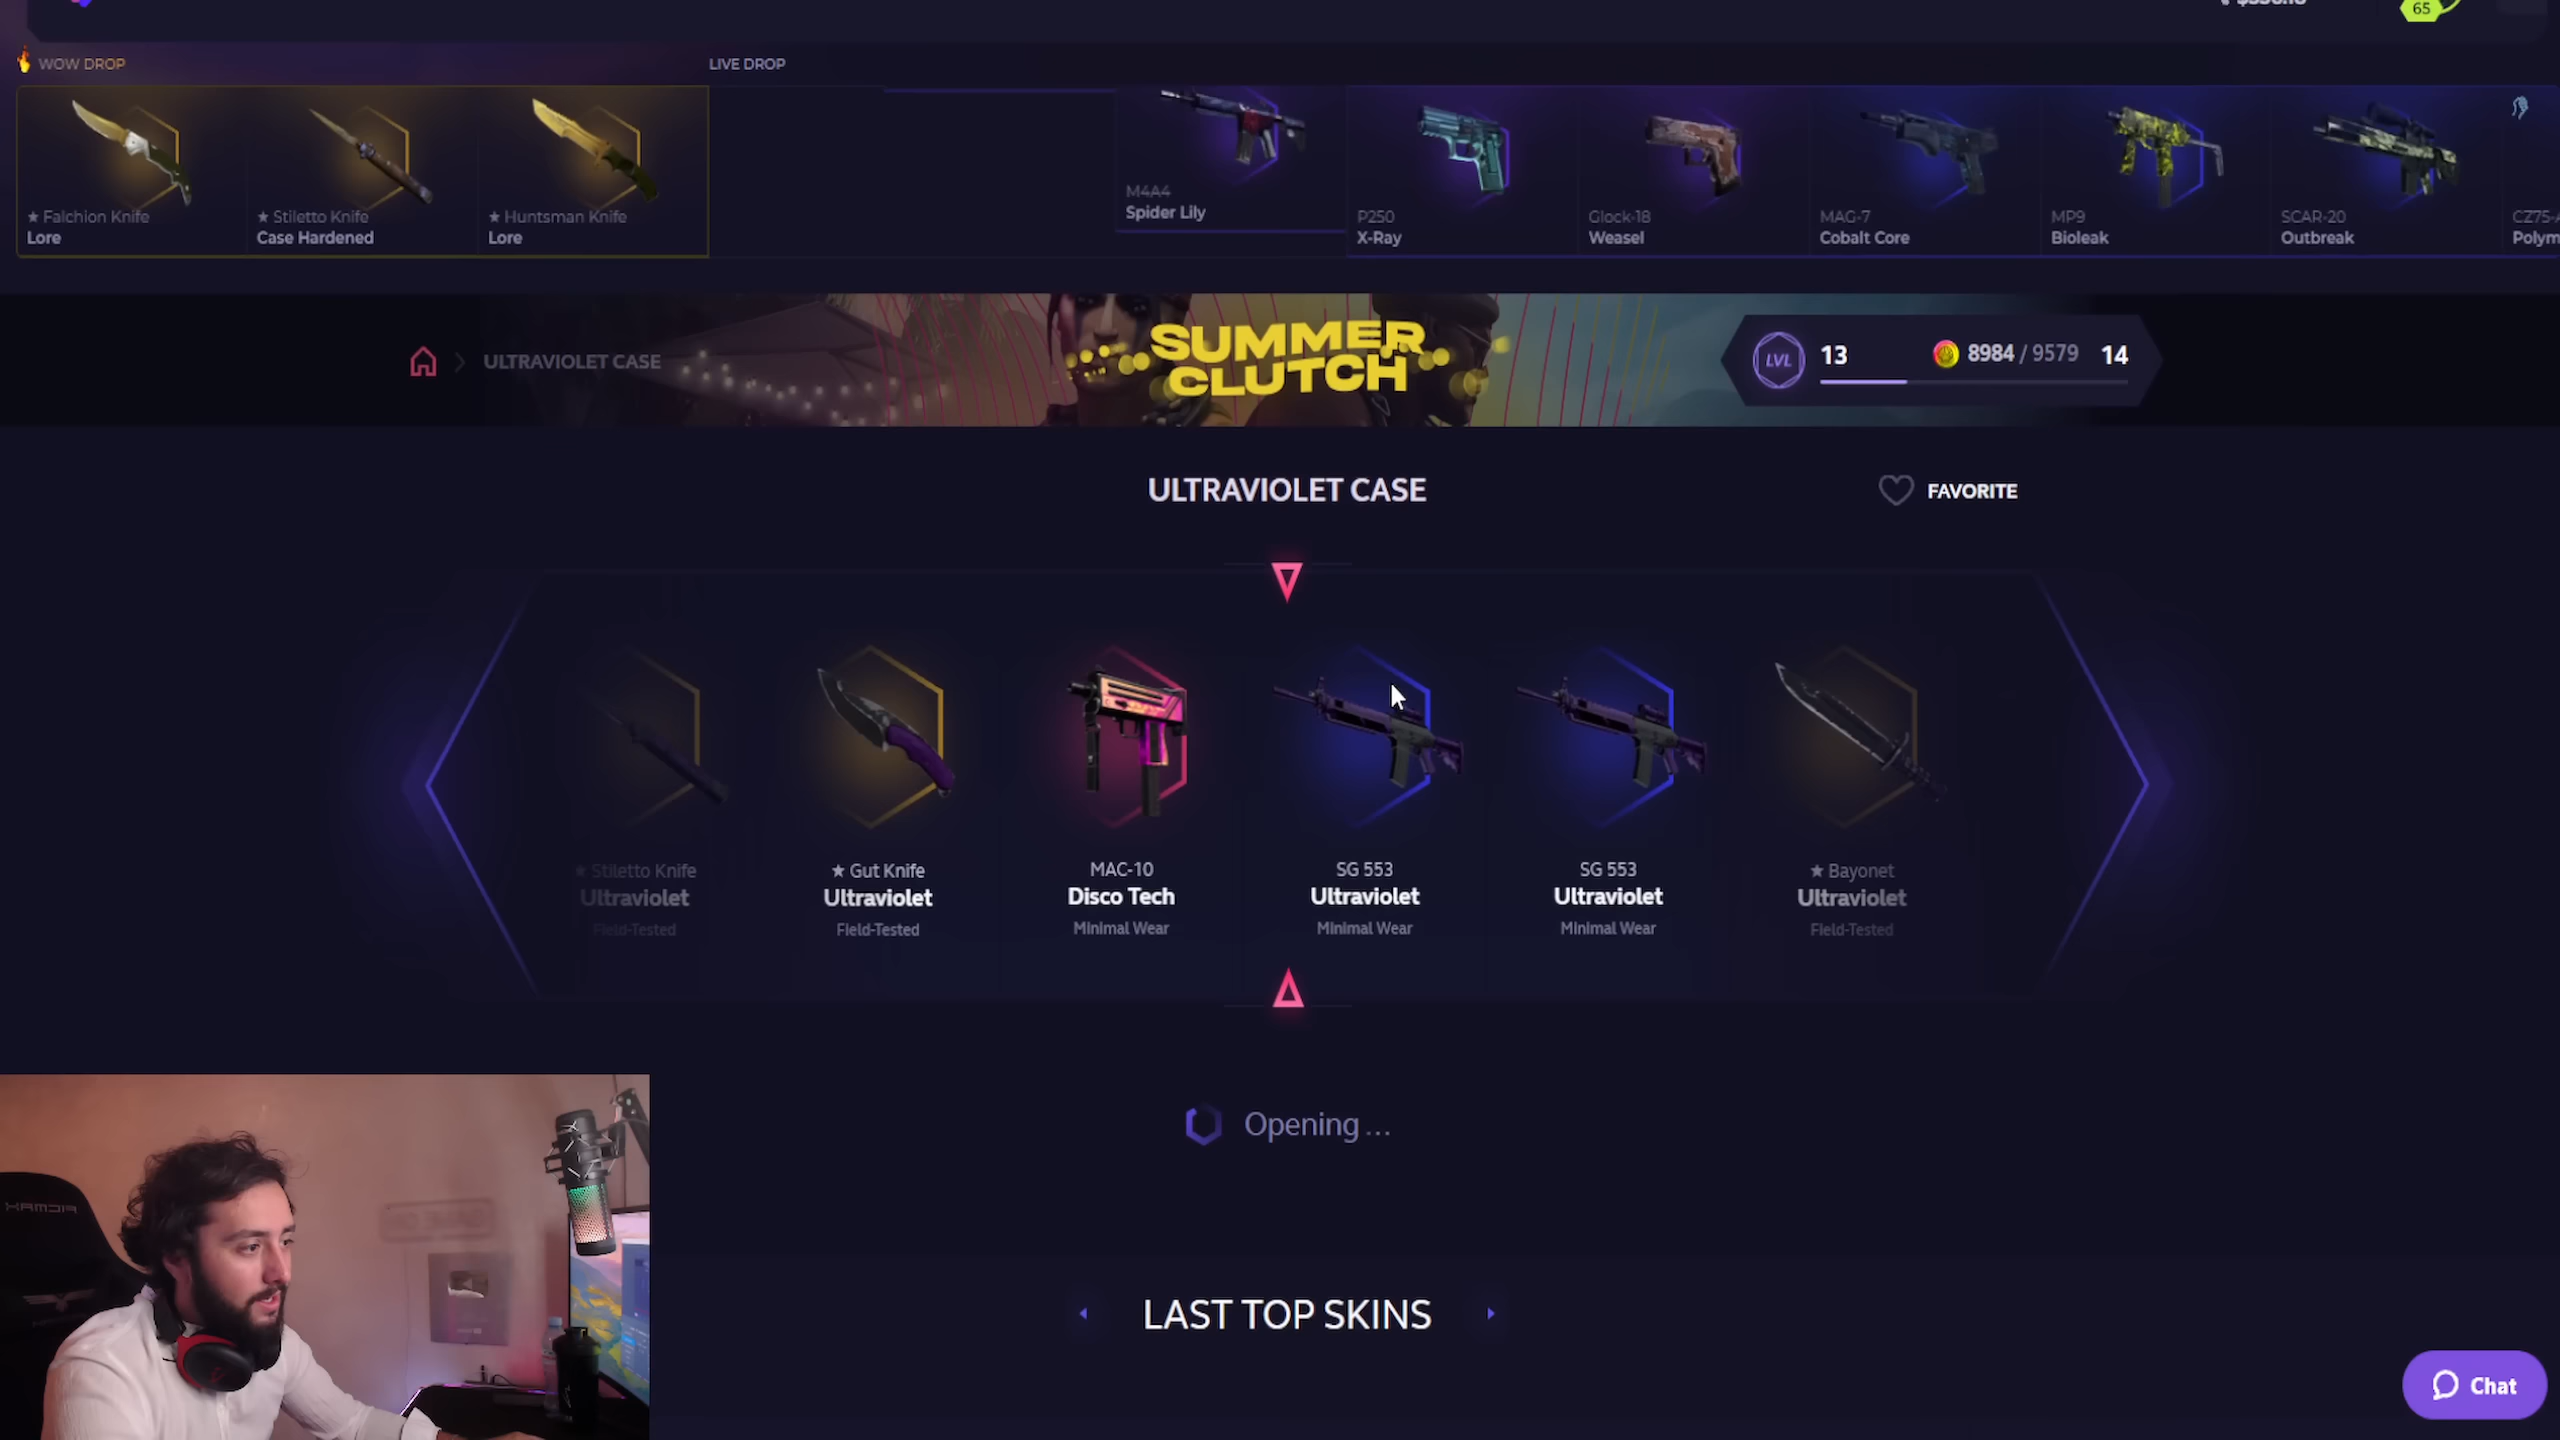 65
WOW DROP
LIVE DROP
★ Falchion Knife
Lore
★ Stiletto Knife
Case Hardened
★ Huntsman Knife
Lore
M4A4
Spider Lily
P250
X-Ray
Glock-18
Weasel
MAG-7
Cobalt Core
MP9
Bioleak
SCAR-20
Outbreak
CZ75-A
Polym
ULTRAVIOLET CASE
SUMMER
CLUTCH
LVL
13
8984 / 9579
14
ULTRAVIOLET CASE
FAVORITE
★ Stiletto Knife
Ultraviolet
Field-Tested
★ Gut Knife
Ultraviolet
Field-Tested
MAC-10
Disco Tech
Minimal Wear
SG 553
Ultraviolet
Minimal Wear
SG 553
Ultraviolet
Minimal Wear
★ Bayonet
Ultraviolet
Field-Tested
Opening ...
LAST TOP SKINS
Chat